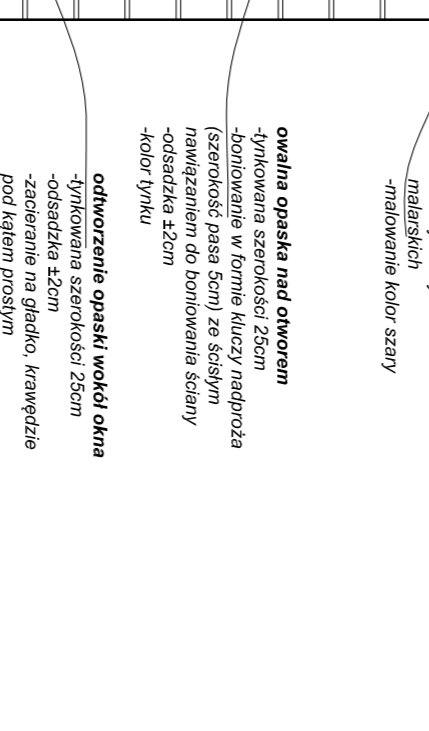 malarskich
-malowanie kolor szary
owalna opaska nad otworem
-tynkowana szerokości 25cm
-boniowanie w formie kluczy nadproża
(szerokość pasa 5cm) ze ścisłym
nawiązaniem do boniowania ściany
-odsadzka ±2cm
-kolor tynku
odtworzenie opaski wokół okna
-tynkowana szerokości 25cm
-odsadzka ±2cm
-zacieranie na gładko, krawędzie
pod kątem prostym